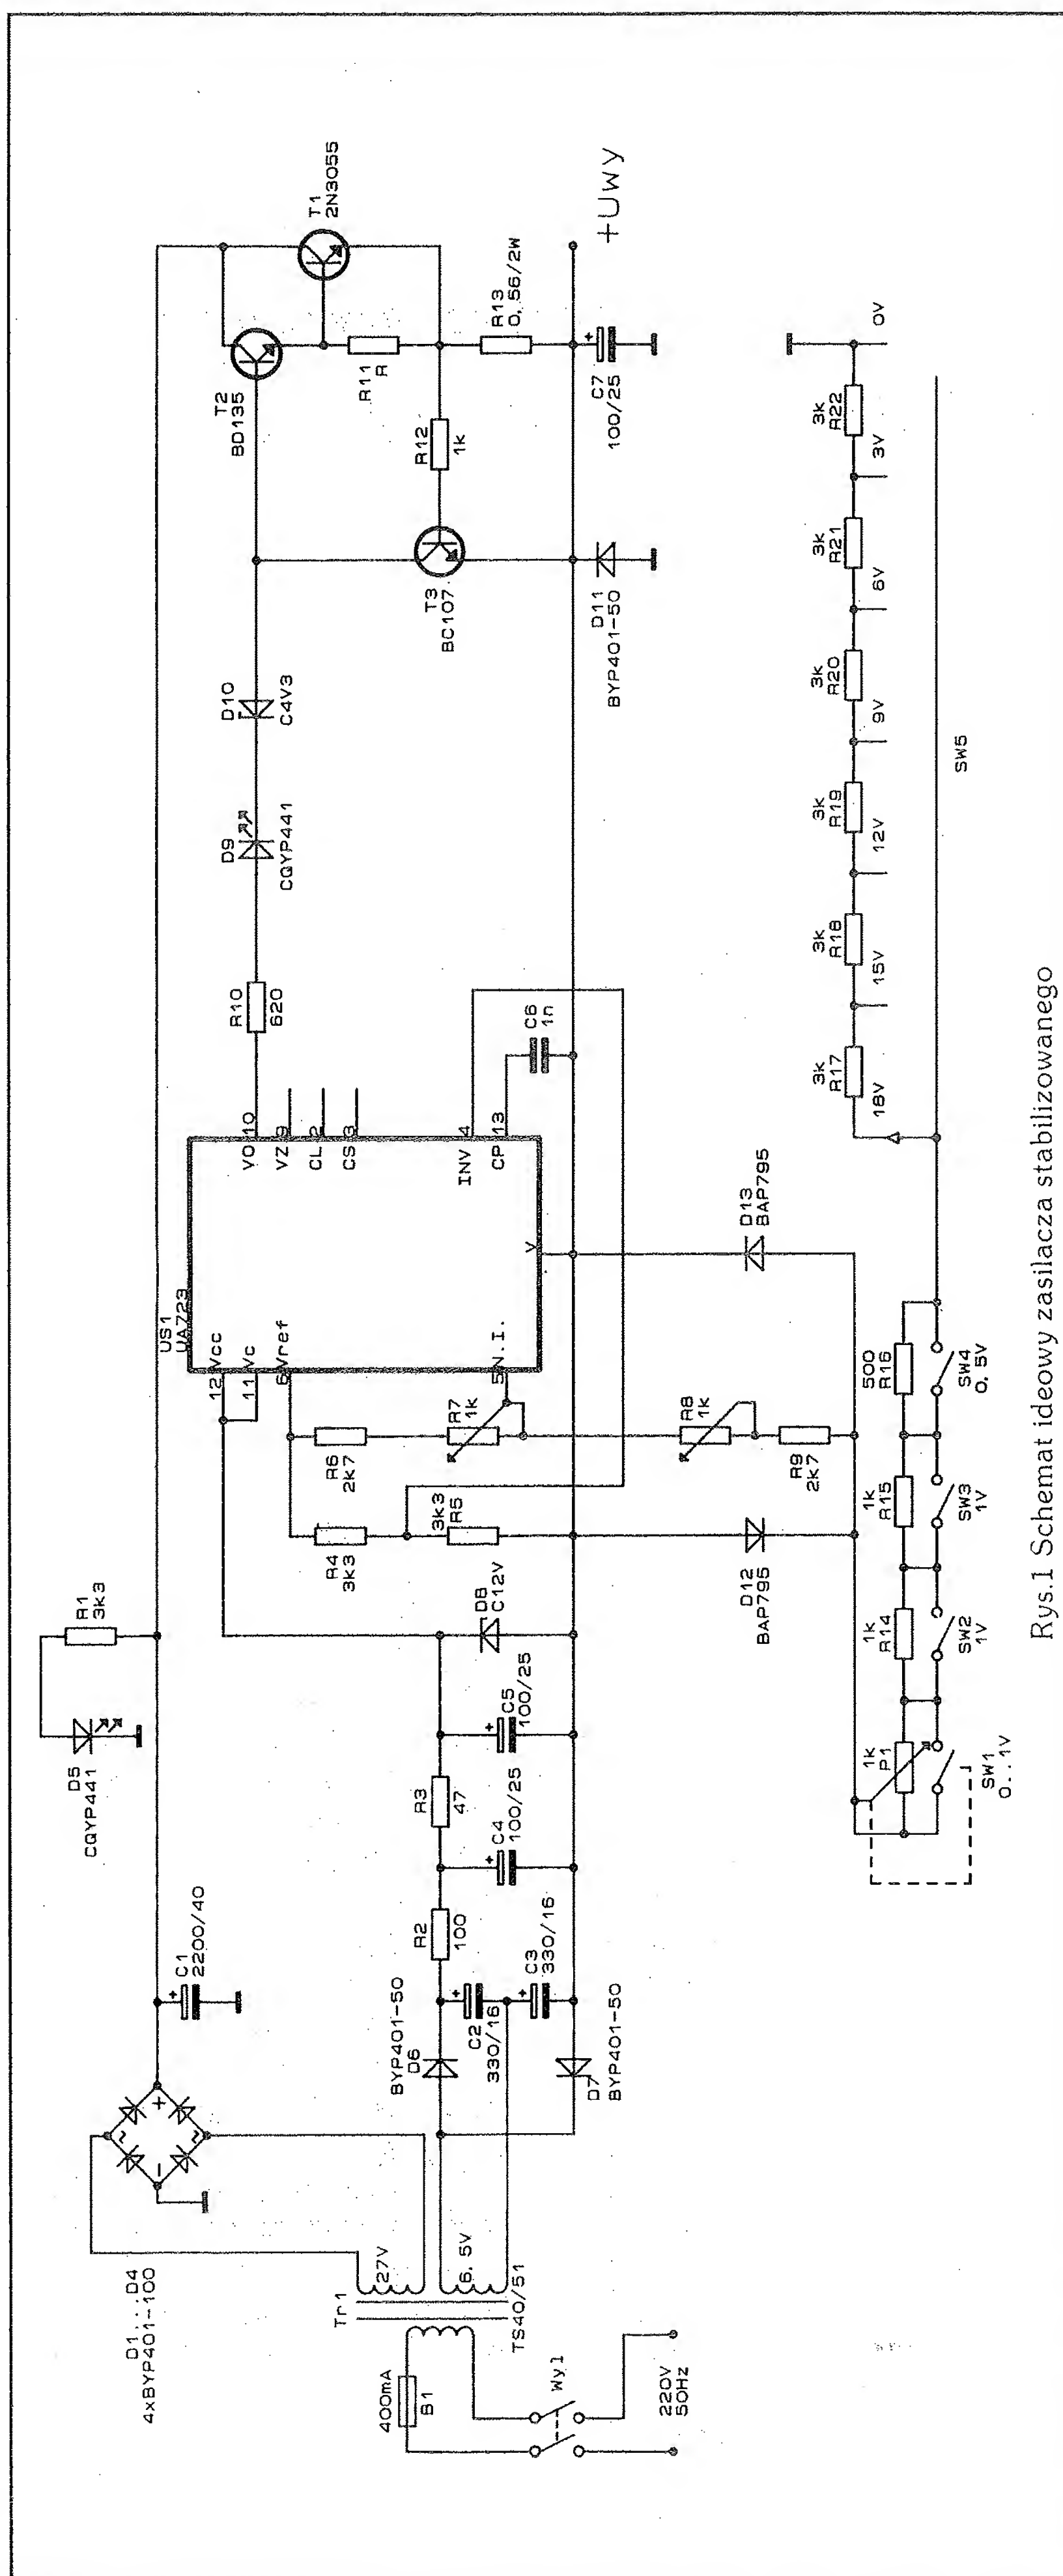 D1...D4
4xBYP401-100
C1
2200/40
D5
CQYP441
R1
3k3
T1
2N3055
T2
BD135
R11
R
R12
1k
R13
0,56/2W
+Uwy
C7
100/25
T3
BC107
D11
BYP401-50
D10
C4V3
D9
CQYP441
R10
620
US1
UA723
12
Vcc
11
Vc
6
Vref
5
N.I.
VO
10
VZ
9
CL
2
CS
3
INV
4
CP
13
V
C6
1n
R6
2k7
R7
1k
R4
3k3
3k3
R5
R8
1k
R9
2k7
D8
C12V
C5
100/25
R3
47
C4
100/25
R2
100
BYP401-50
D6
C2
330/16
C3
330/16
D7
BYP401-50
Tr1
27V
6.5V
TS40/51
400mA
B1
Wył
220V
50Hz
D12
BAP795
D13
BAP795
1k
P1
SW1
0..1V
1k
R14
SW2
1V
1k
R15
SW3
1V
500
R16
SW4
0.5V
3k
R17
18V
3k
R18
15V
3k
R19
12V
3k
R20
9V
3k
R21
6V
3k
R22
3V
0V
SW5
Rys.1 Schemat ideowy zasilacza stabilizowanego